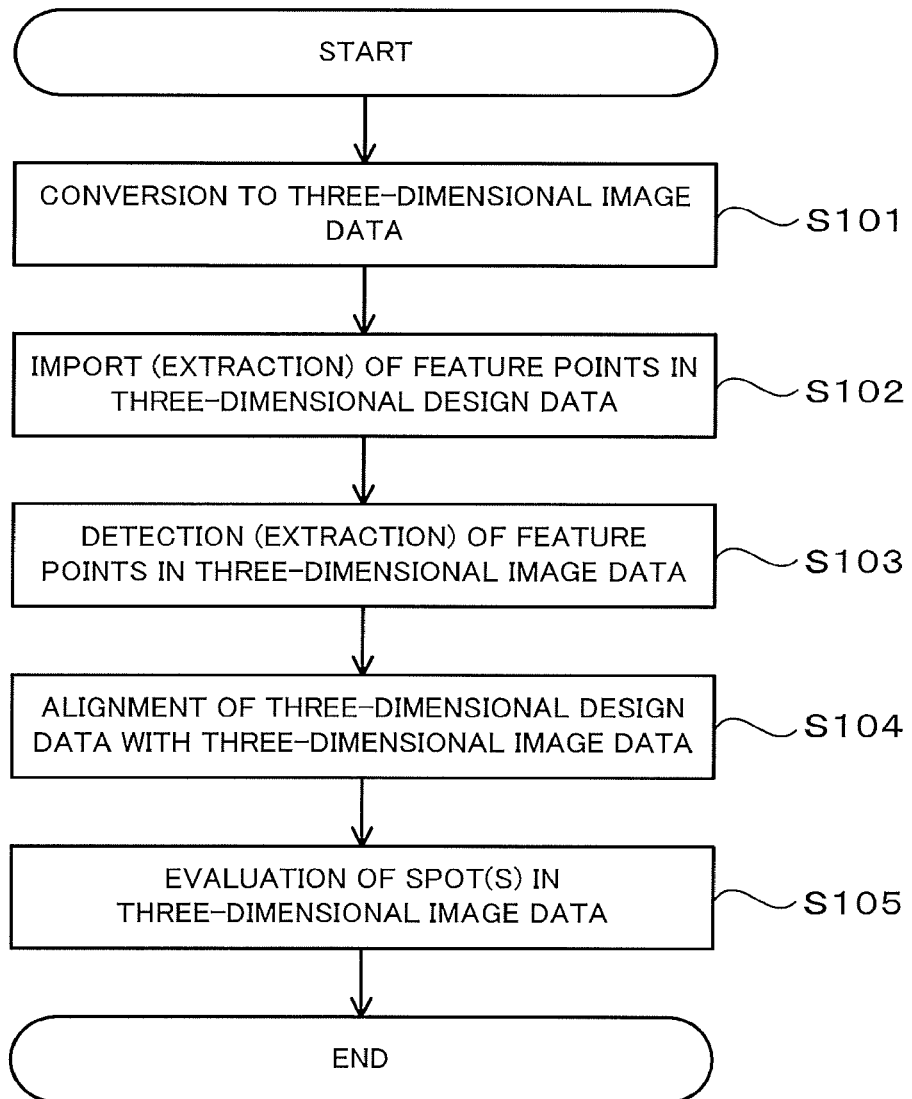 START
CONVERSION TO THREE-DIMENSIONAL IMAGE
DATA
S101
IMPORT (EXTRACTION) OF FEATURE POINTS IN
THREE-DIMENSIONAL DESIGN DATA
S102
DETECTION (EXTRACTION) OF FEATURE
POINTS IN THREE-DIMENSIONAL IMAGE DATA
S103
ALIGNMENT OF THREE-DIMENSIONAL DESIGN
DATA WITH THREE-DIMENSIONAL IMAGE DATA
S104
EVALUATION OF SPOT(S) IN
THREE-DIMENSIONAL IMAGE DATA
S105
END